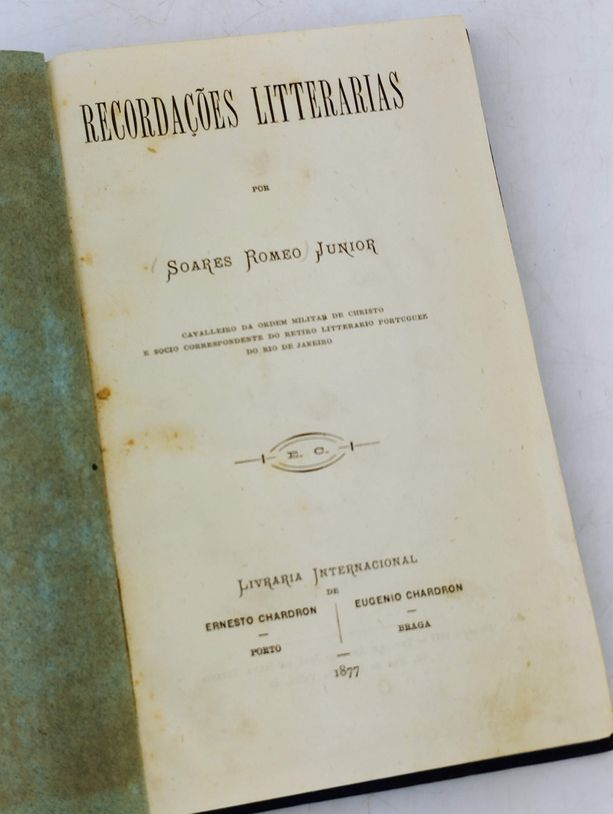 RECORDAÇÕES LITTERARIAS
POR
SOARES ROMEO JUNIOR
CAVALLEIRO DA ORDEM MILITAR DE CHRISTO
E SOCIO CORRESPONDENTE DO RETIRO LITTERARIO PORTUGUEZ
DO RIO DE JANEIRO
E. C.
LIVRARIA INTERNACIONAL
DE
ERNESTO CHARDRON
PORTO
EUGENIO CHARDRON
BRAGA
1877